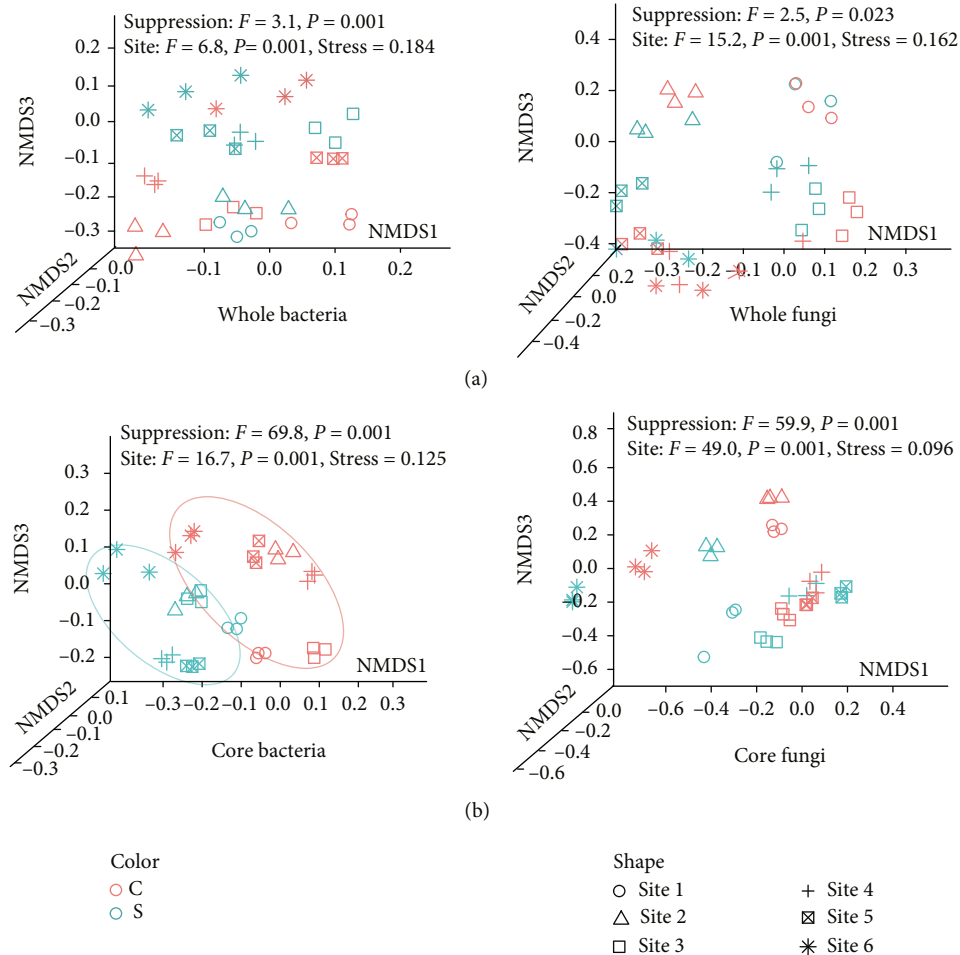 Suppression: F = 3.1, P = 0.001
Site: F = 6.8, P= 0.001, Stress = 0.184
NMDS3
0.2
0.1
0.0
−0.1
−0.1
−0.2
−0.3
NMDS1
NMDS2
0.0
−0.1
−0.2
−0.3
0.0
−0.1
0.0
0.2
Whole bacteria
Suppression: F = 2.5, P = 0.023
Site: F = 15.2, P = 0.001, Stress = 0.162
NMDS3
0.4
0.2
0.0
−0.2
−0.4
NMDS1
NMDS2
0.2
0.0
−0.2
−0.4
−0.3
−0.2
−0.1
0.0
0.1
0.3
Whole fungi
(a)
Suppression: F = 69.8, P = 0.001
Site: F = 16.7, P = 0.001, Stress = 0.125
NMDS3
0.3
0.2
0.1
0.0
−0.1
−0.2
NMDS1
NMDS2
0.1
0.0
−0.1
−0.2
−0.3
−0.3
−0.2
−0.1
0.0
0.1
0.3
Core bacteria
Suppression: F = 59.9, P = 0.001
Site: F = 49.0, P = 0.001, Stress = 0.096
NMDS3
0.8
0.6
0.4
0.2
0.0
−0.2
−0.4
−0.6
NMDS1
NMDS2
0.0
−0.2
−0.4
−0.6
−0.4
−0.2
0.0
0.2
0.4
Core fungi
(b)
Color
C
S
Shape
Site 1
Site 2
Site 3
Site 4
Site 5
Site 6